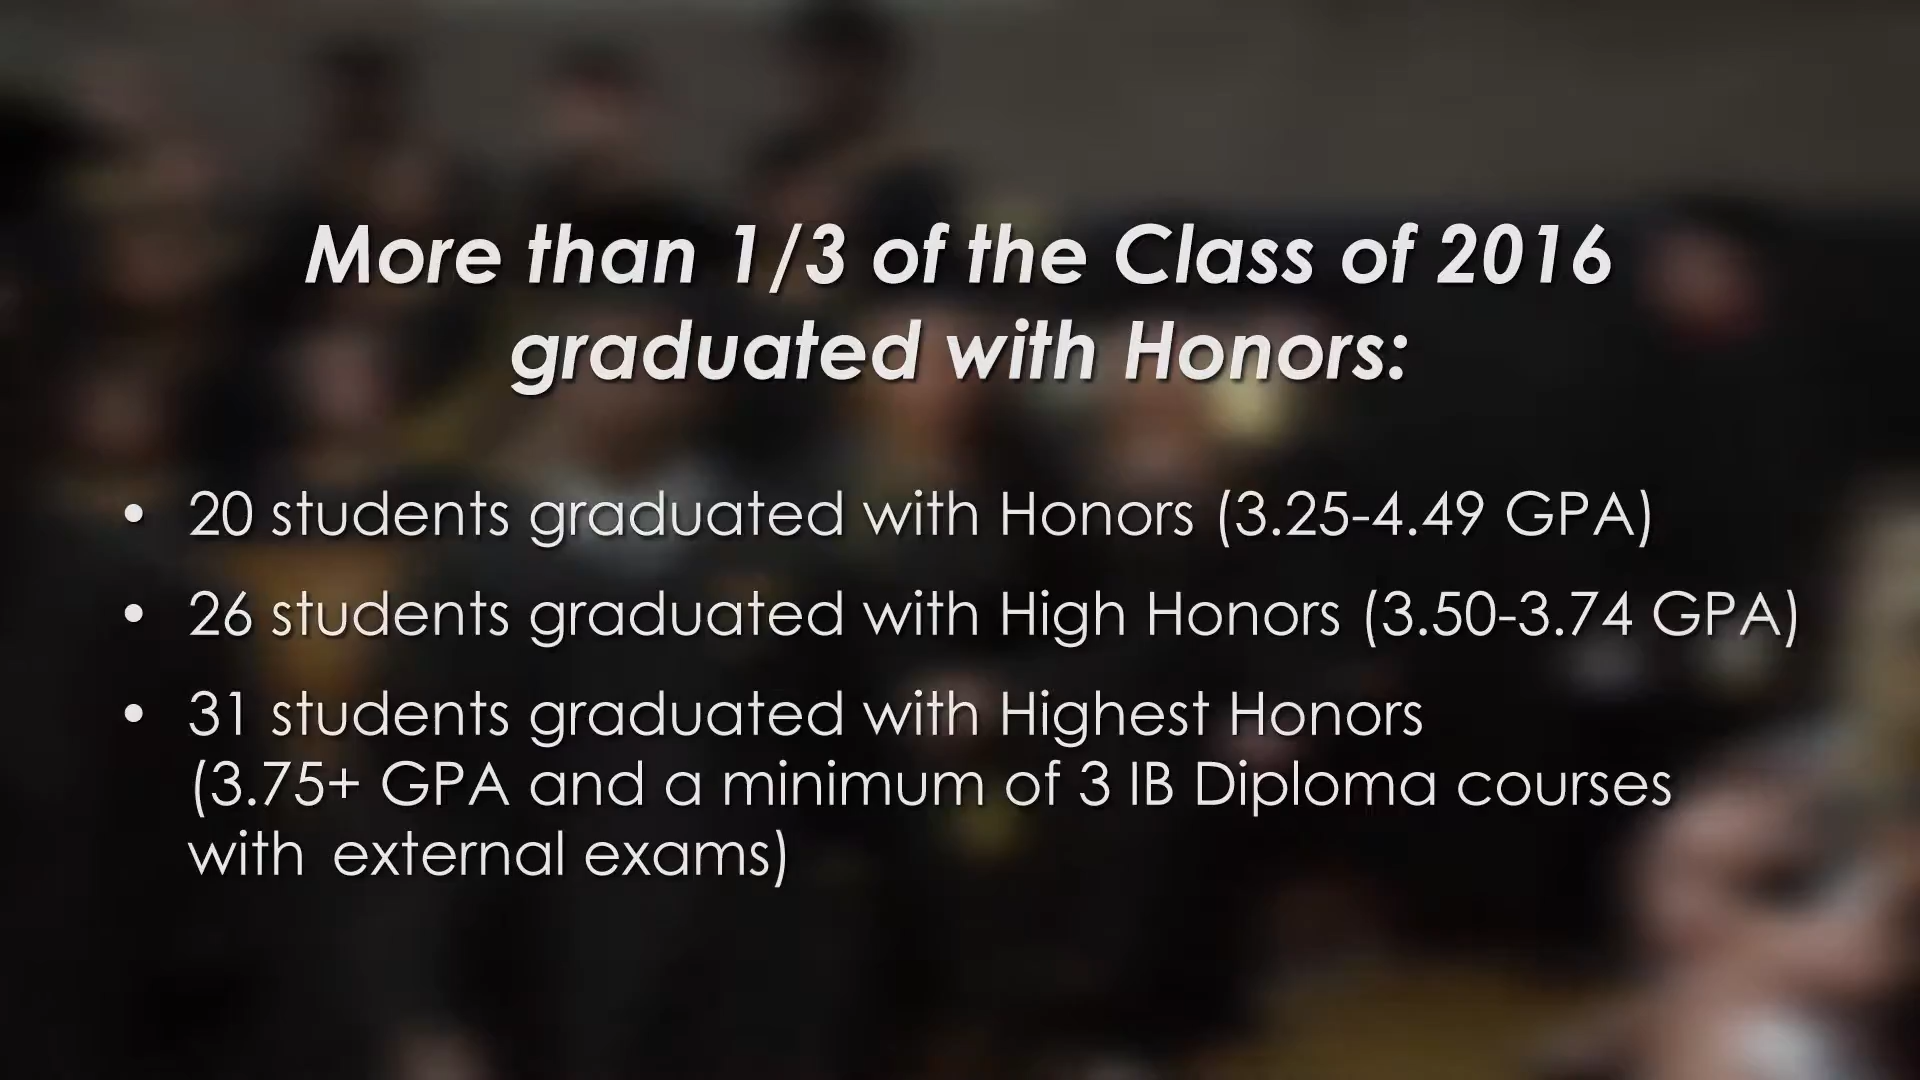 More than 1/3 of the Class of 2016
graduated with Honors:
• 20 students graduated with Honors (3.25-4.49 GPA)
• 26 students graduated with High Honors (3.50-3.74 GPA)
• 31 students graduated with Highest Honors
(3.75+ GPA and a minimum of 3 IB Diploma courses
with external exams)